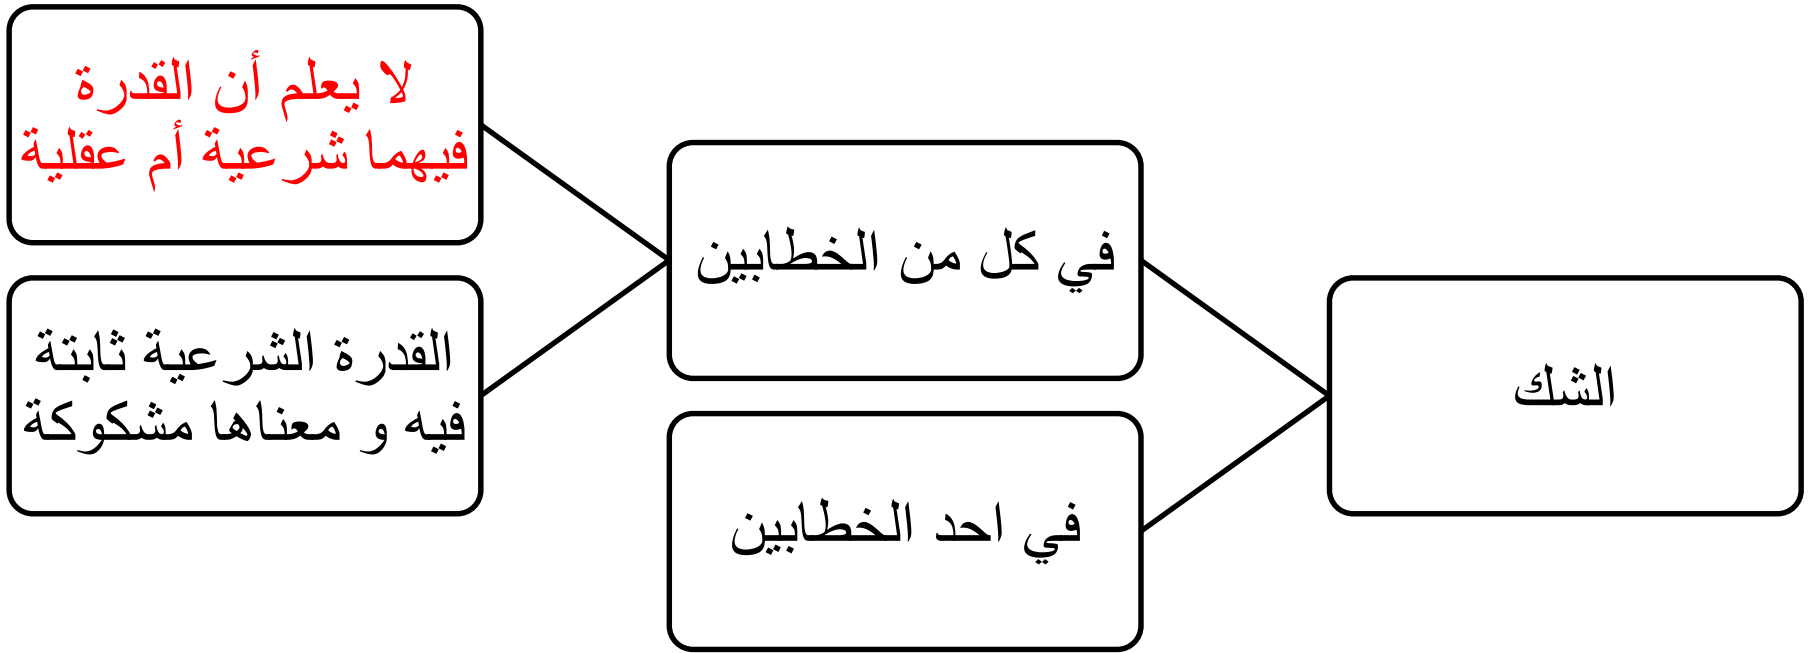 الشك
في كل من الخطابين
لا يعلم أن القدرة
فيهما شرعية أم عقلية
القدرة الشرعية ثابتة
فيه و معناها مشكوكة
في احد الخطابين